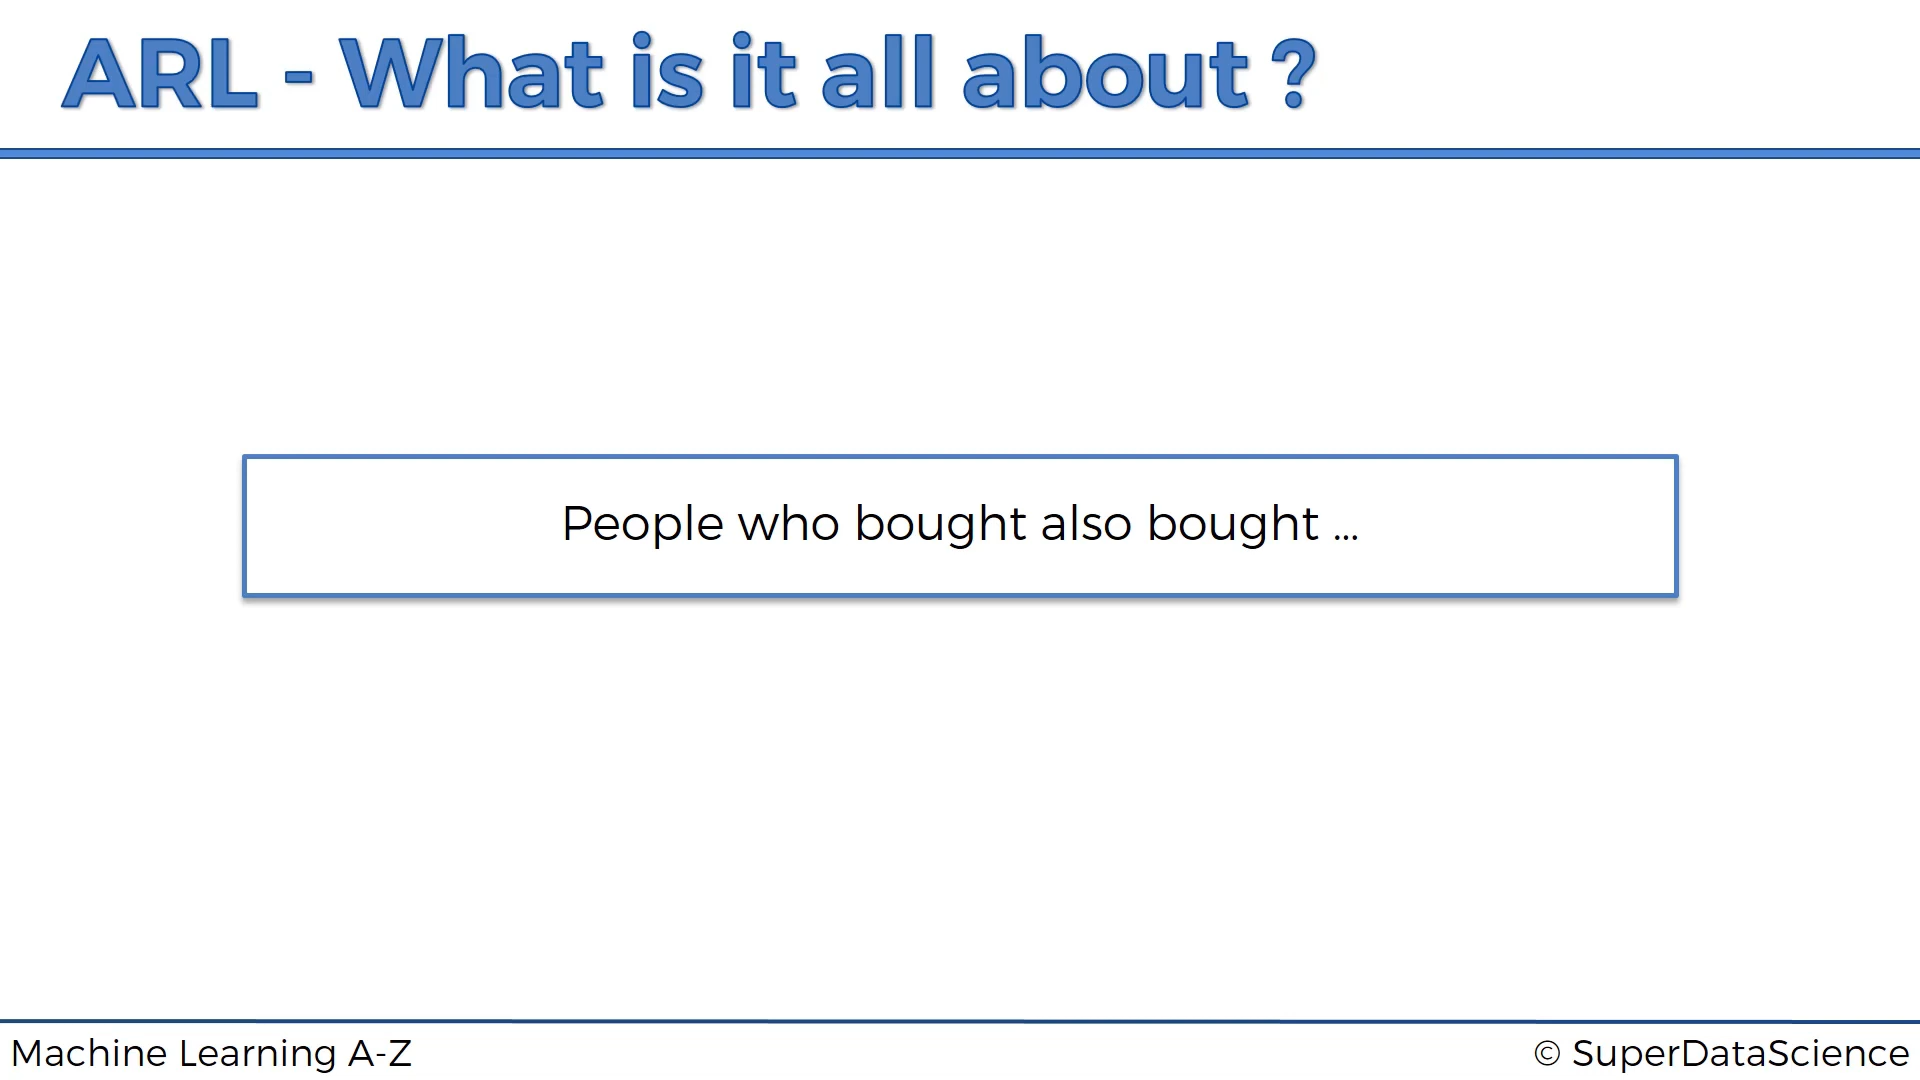 ARL - What is it all about ?
People who bought also bought ...
Machine Learning A-Z
© SuperDataScience